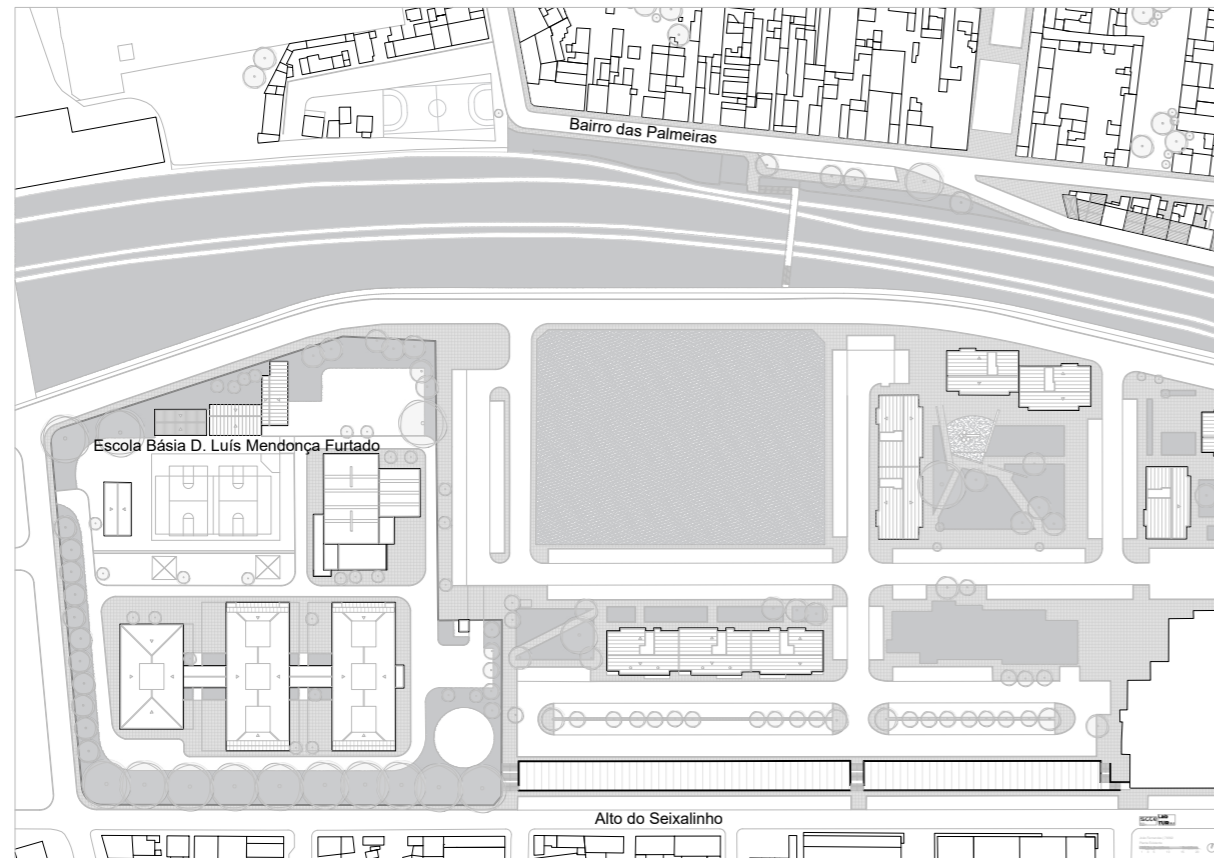 Bairro das Palmeiras
Escola Básia D. Luís Mendonça Furtado
Alto do Seixalinho